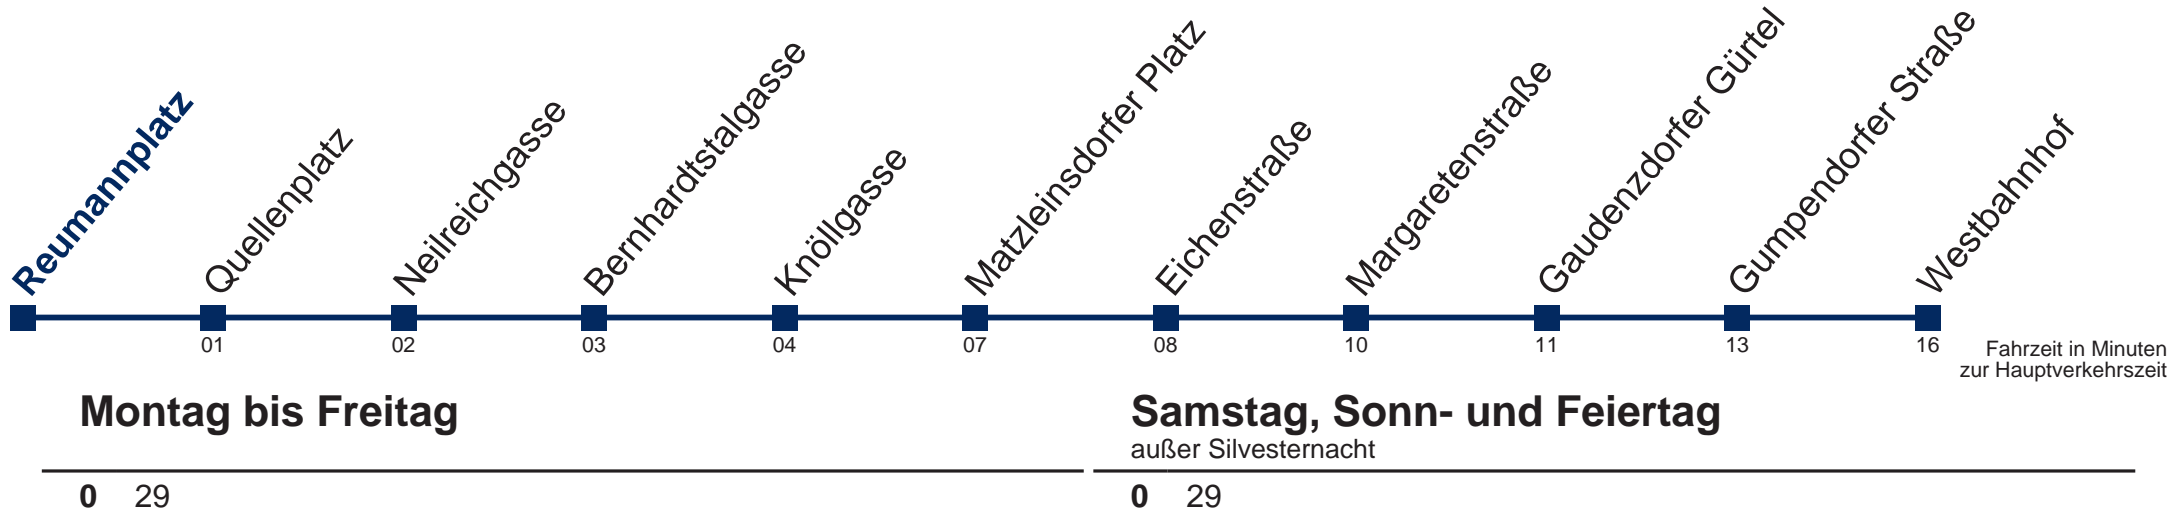 Reumannplatz
Quellenplatz
Neilreichgasse
Bernhardtstalgasse
Knöllgasse
Matzleinsdorfer Platz
Eichenstraße
Margaretenstraße
Gaudenzdorfer Gürtel
Gumpendorfer Straße
Westbahnhof
01 02 03 04 07 08 10 11 13 16
Fahrzeit in Minuten
zur Hauptverkehrszeit
Montag bis Freitag
0 29
Samstag, Sonn- und Feiertag
außer Silvesternacht
0 29